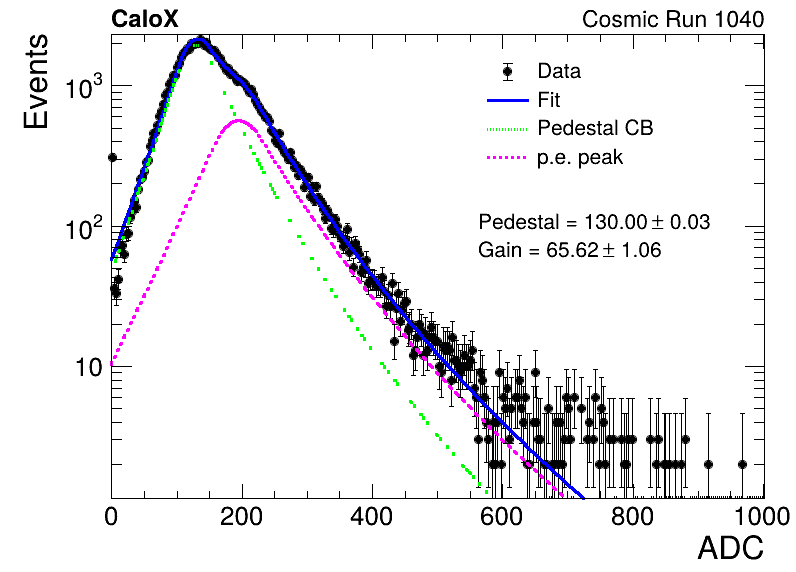 CaloX Cosmic Run 1040
Events
Data
Fit
Pedestal CB
p.e. peak
Pedestal = 130.00 ± 0.03
Gain = 65.62 ± 1.06
10³
10²
10
0 200 400 600 800 1000
ADC